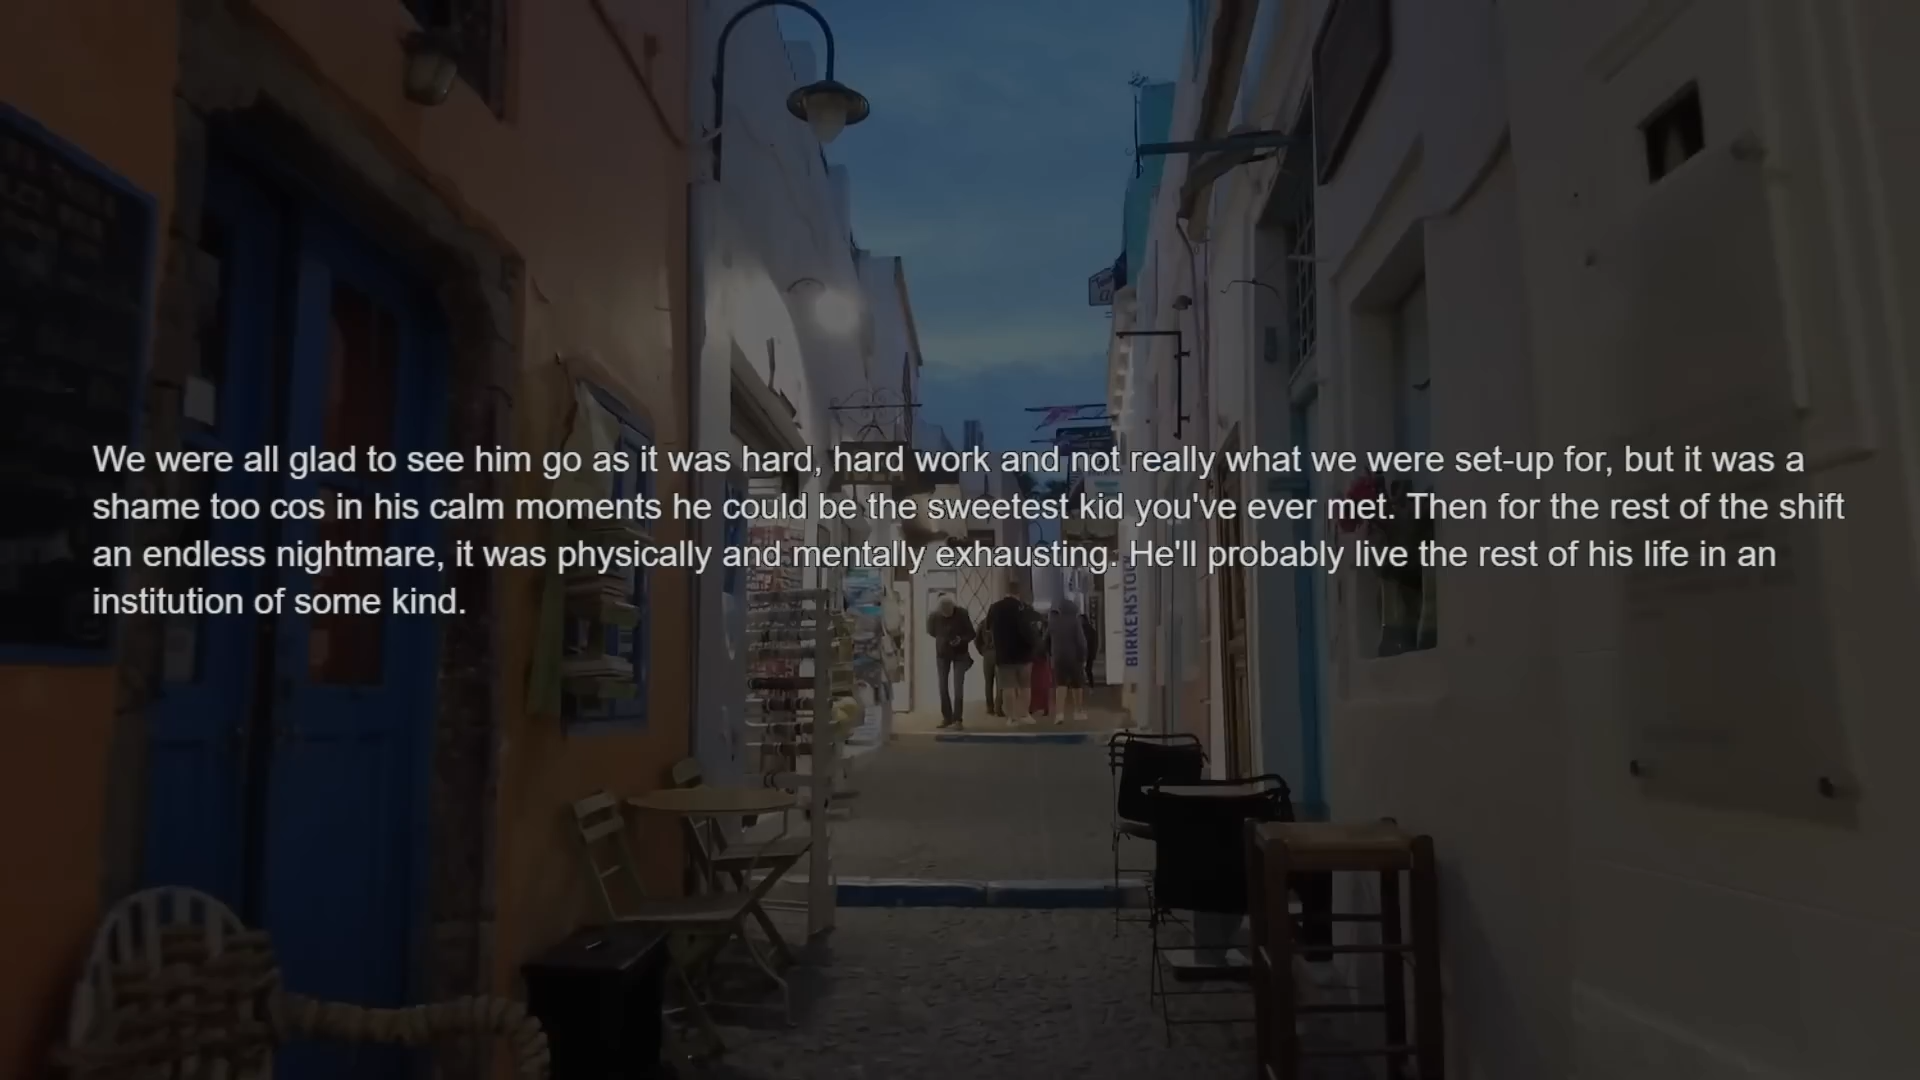 We were all glad to see him go as it was hard, hard work and not really what we were set-up for, but it was a
shame too cos in his calm moments he could be the sweetest kid you've ever met. Then for the rest of the shift
an endless nightmare, it was physically and mentally exhausting. He'll probably live the rest of his life in an
institution of some kind.
BIRKENSTOCK